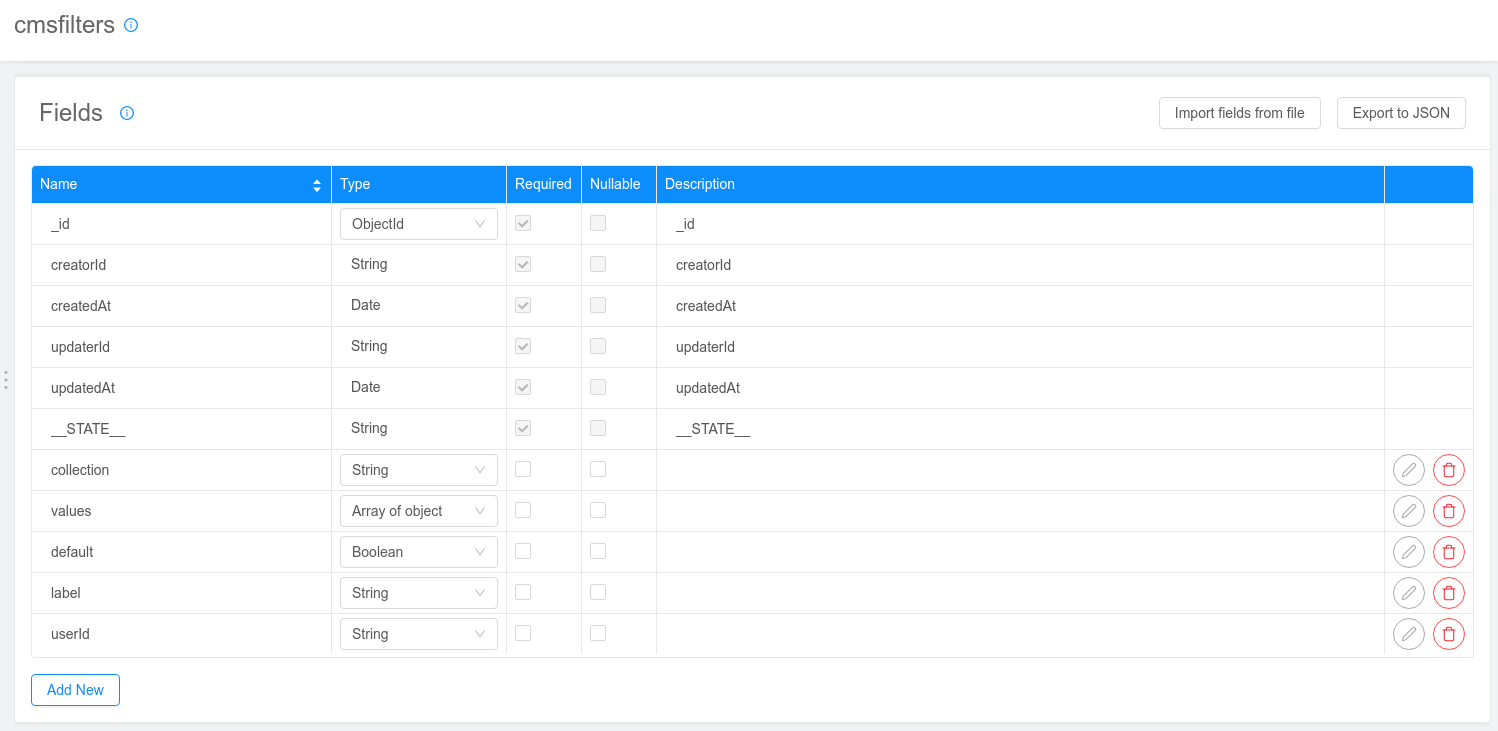 cmsfilters
Fields
Import fields from file
Export to JSON
Name Type Required Nullable Description
_id ObjectId _id
creatorId String creatorId
createdAt Date createdAt
updaterId String updaterId
updatedAt Date updatedAt
__STATE__ String __STATE__
collection String
values Array of object
default Boolean
label String
userId String
Add New